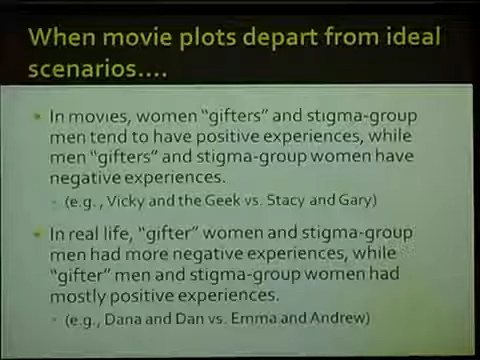 When movie plots depart from ideal
scenarios....
In movies, women "gifters" and stigma-group
men tend to have positive experiences, while
men "gifters" and stigma-group women have
negative experiences.
(e.g., Vicky and the Geek vs. Stacy and Gary)
In real life, "gifter" women and stigma-group
men had more negative experiences, while
"gifter" men and stigma-group women had
mostly positive experiences.
(e.g., Dana and Dan vs. Emma and Andrew)